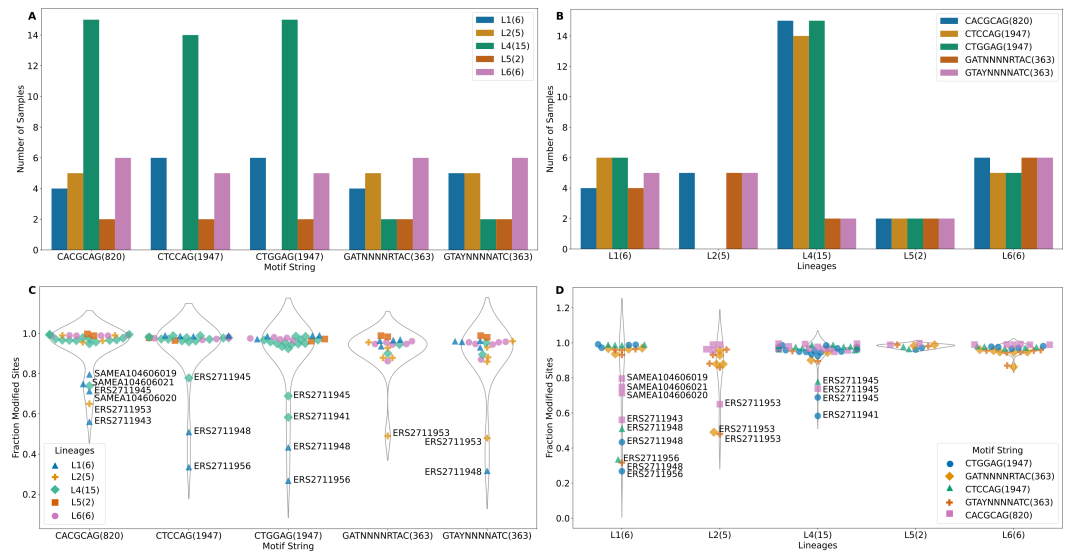 A
Number of Samples
14
12
10
8
6
4
2
0
L1(6)
L2(5)
L4(15)
L5(2)
L6(6)
CACGCAG(820)
CTCCAG(1947)
CTGGAG(1947)
GATNNNNRTAC(363)
GTAYNNNNATC(363)
Motif String
B
Number of Samples
14
12
10
8
6
4
2
0
CACGCAG(820)
CTCCAG(1947)
CTGGAG(1947)
GATNNNNRTAC(363)
GTAYNNNNATC(363)
L1(6)
L2(5)
L4(15)
L5(2)
L6(6)
Lineages
C
Fraction Modified Sites
1.0
0.8
0.6
0.4
0.2
SAMEA104606019
SAMEA104606021
ERS2711945
SAMEA104606020
ERS2711953
ERS2711943
ERS2711945
ERS2711948
ERS2711956
ERS2711945
ERS2711941
ERS2711948
ERS2711956
ERS2711953
ERS2711953
ERS2711948
Lineages
L1(6)
L2(5)
L4(15)
L5(2)
L6(6)
CACGCAG(820)
CTCCAG(1947)
CTGGAG(1947)
GATNNNNRTAC(363)
GTAYNNNNATC(363)
Motif String
D
Fraction Modified Sites
1.2
1.0
0.8
0.6
0.4
0.2
0.0
SAMEA104606019
SAMEA104606021
SAMEA104606020
ERS2711943
ERS2711948
ERS2711948
ERS2711956
ERS2711948
ERS2711956
ERS2711953
ERS2711953
ERS2711953
ERS2711945
ERS2711945
ERS2711945
ERS2711941
Motif String
CTGGAG(1947)
GATNNNNRTAC(363)
CTCCAG(1947)
GTAYNNNNATC(363)
CACGCAG(820)
L1(6)
L2(5)
L4(15)
L5(2)
L6(6)
Lineages